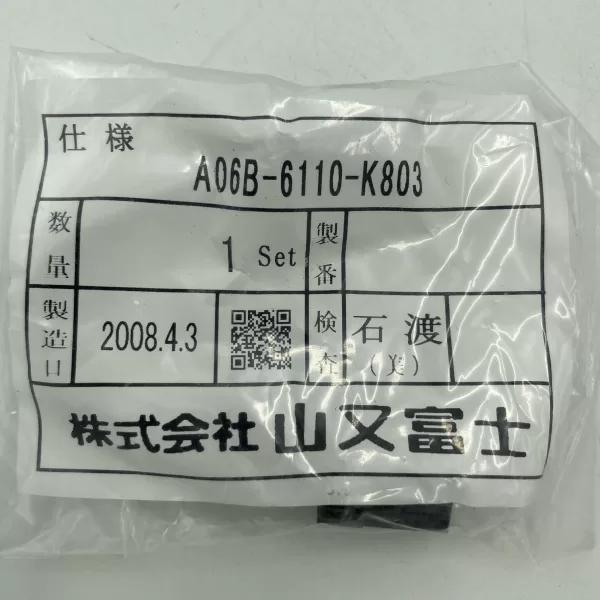 仕様
A06B-6110-K803
数量 1 Set 製番
製造日 2008.4.3 検査 石渡
(美)
株式会社 山又富士